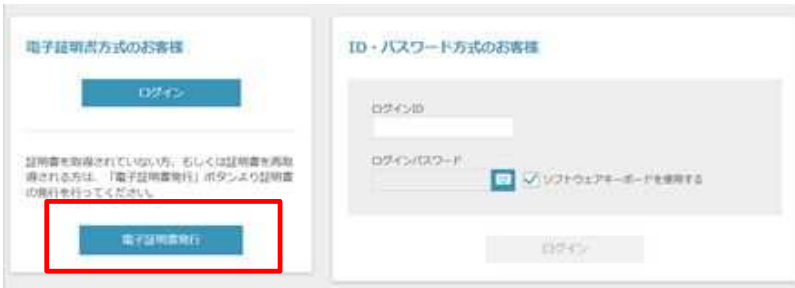 電子証明書方式のお客様
ログイン
証明書を取得されていない方、もしくは証明書を再取
得される方は、「電子証明書発行」ボタンより証明書
の発行を行ってください。
電子証明書発行
ID・パスワード方式のお客様
ログインID
ログインパスワード
ソフトウェアキーボードを使用する
ログイン